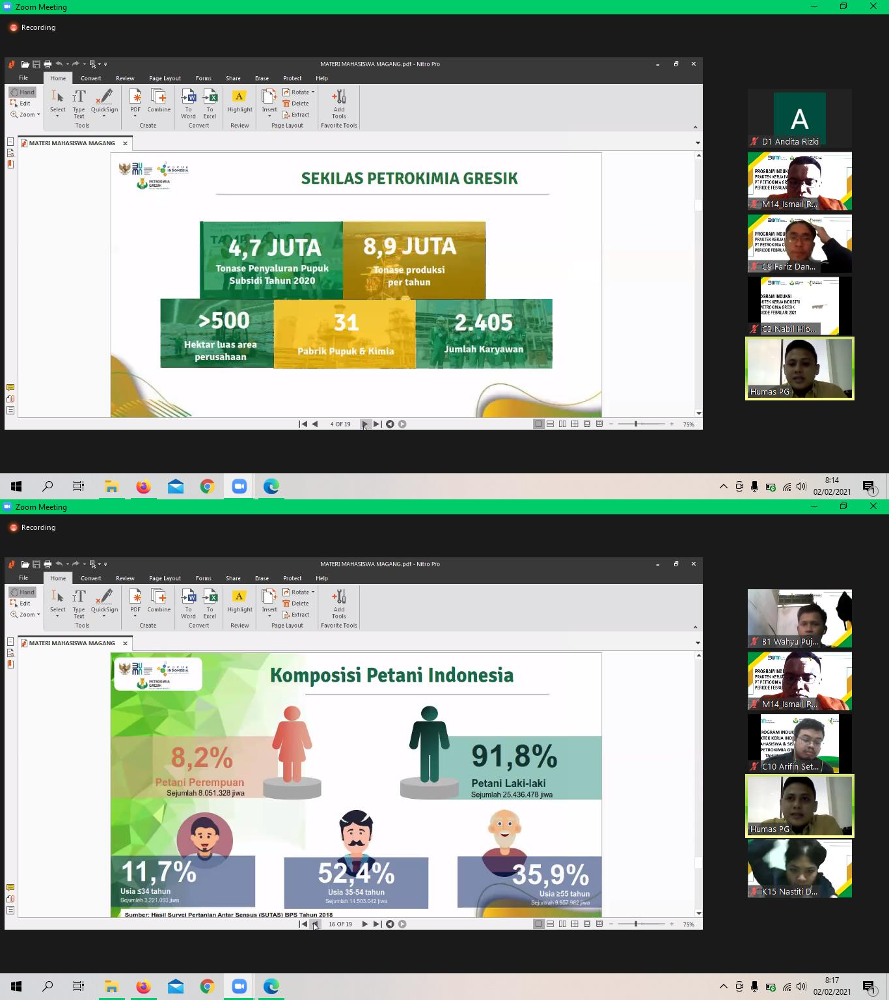 Zoom Meeting
Recording
MATERI MAHASISWA MAGANG.pdf - Nitro Pro
File Home Convert Review Page Layout Forms Share Erase Protect Help
Hand
Edit
Zoom
Select
Type Text
QuickSign
Tools
PDF
Combine
Create
To Word
To Excel
Convert
Highlight
Review
Insert
Rotate
Delete
Extract
Page Layout
Add Tools
Favorite Tools
MATERI MAHASISWA MAGANG
BUMN
PUPUK INDONESIA
PETROKIMIA GRESIK
SEKILAS PETROKIMIA GRESIK
4,7 JUTA
Tonase Penyaluran Pupuk
Subsidi Tahun 2020
8,9 JUTA
Tonase produksi
per tahun
>500
Hektar luas area
perusahaan
31
Pabrik Pupuk & Kimia
2.405
Jumlah Karyawan
4 OF 19
75%
A
D1 Andita Rizki
M14_Ismail R...
C9 Fariz Dan...
C3 Nabil Hib...
Humas PG
8:14
02/02/2021
1
Zoom Meeting
Recording
MATERI MAHASISWA MAGANG.pdf - Nitro Pro
File Home Convert Review Page Layout Forms Share Erase Protect Help
Hand
Edit
Zoom
Select
Type Text
QuickSign
Tools
PDF
Combine
Create
To Word
To Excel
Convert
Highlight
Review
Insert
Rotate
Delete
Extract
Page Layout
Add Tools
Favorite Tools
MATERI MAHASISWA MAGANG
BUMN
PUPUK INDONESIA
PETROKIMIA GRESIK
Komposisi Petani Indonesia
8,2%
Petani Perempuan
Sejumlah 8.051.328 jiwa
91,8%
Petani Laki-laki
Sejumlah 25.436.478 jiwa
11,7%
Usia ≤34 tahun
Sejumlah 3.221.093 jiwa
52,4%
Usia 35-54 tahun
Sejumlah 14.503.042 jiwa
35,9%
Usia ≥55 tahun
Sejumlah 9.957.982 jiwa
Sumber: Hasil Survei Pertanian Antar Sensus (SUTAS) BPS Tahun 2018
16 OF 19
75%
B1 Wahyu Puj...
M14_Ismail R...
C10 Arifin Set...
Humas PG
K15 Nastiti D...
8:17
02/02/2021
1